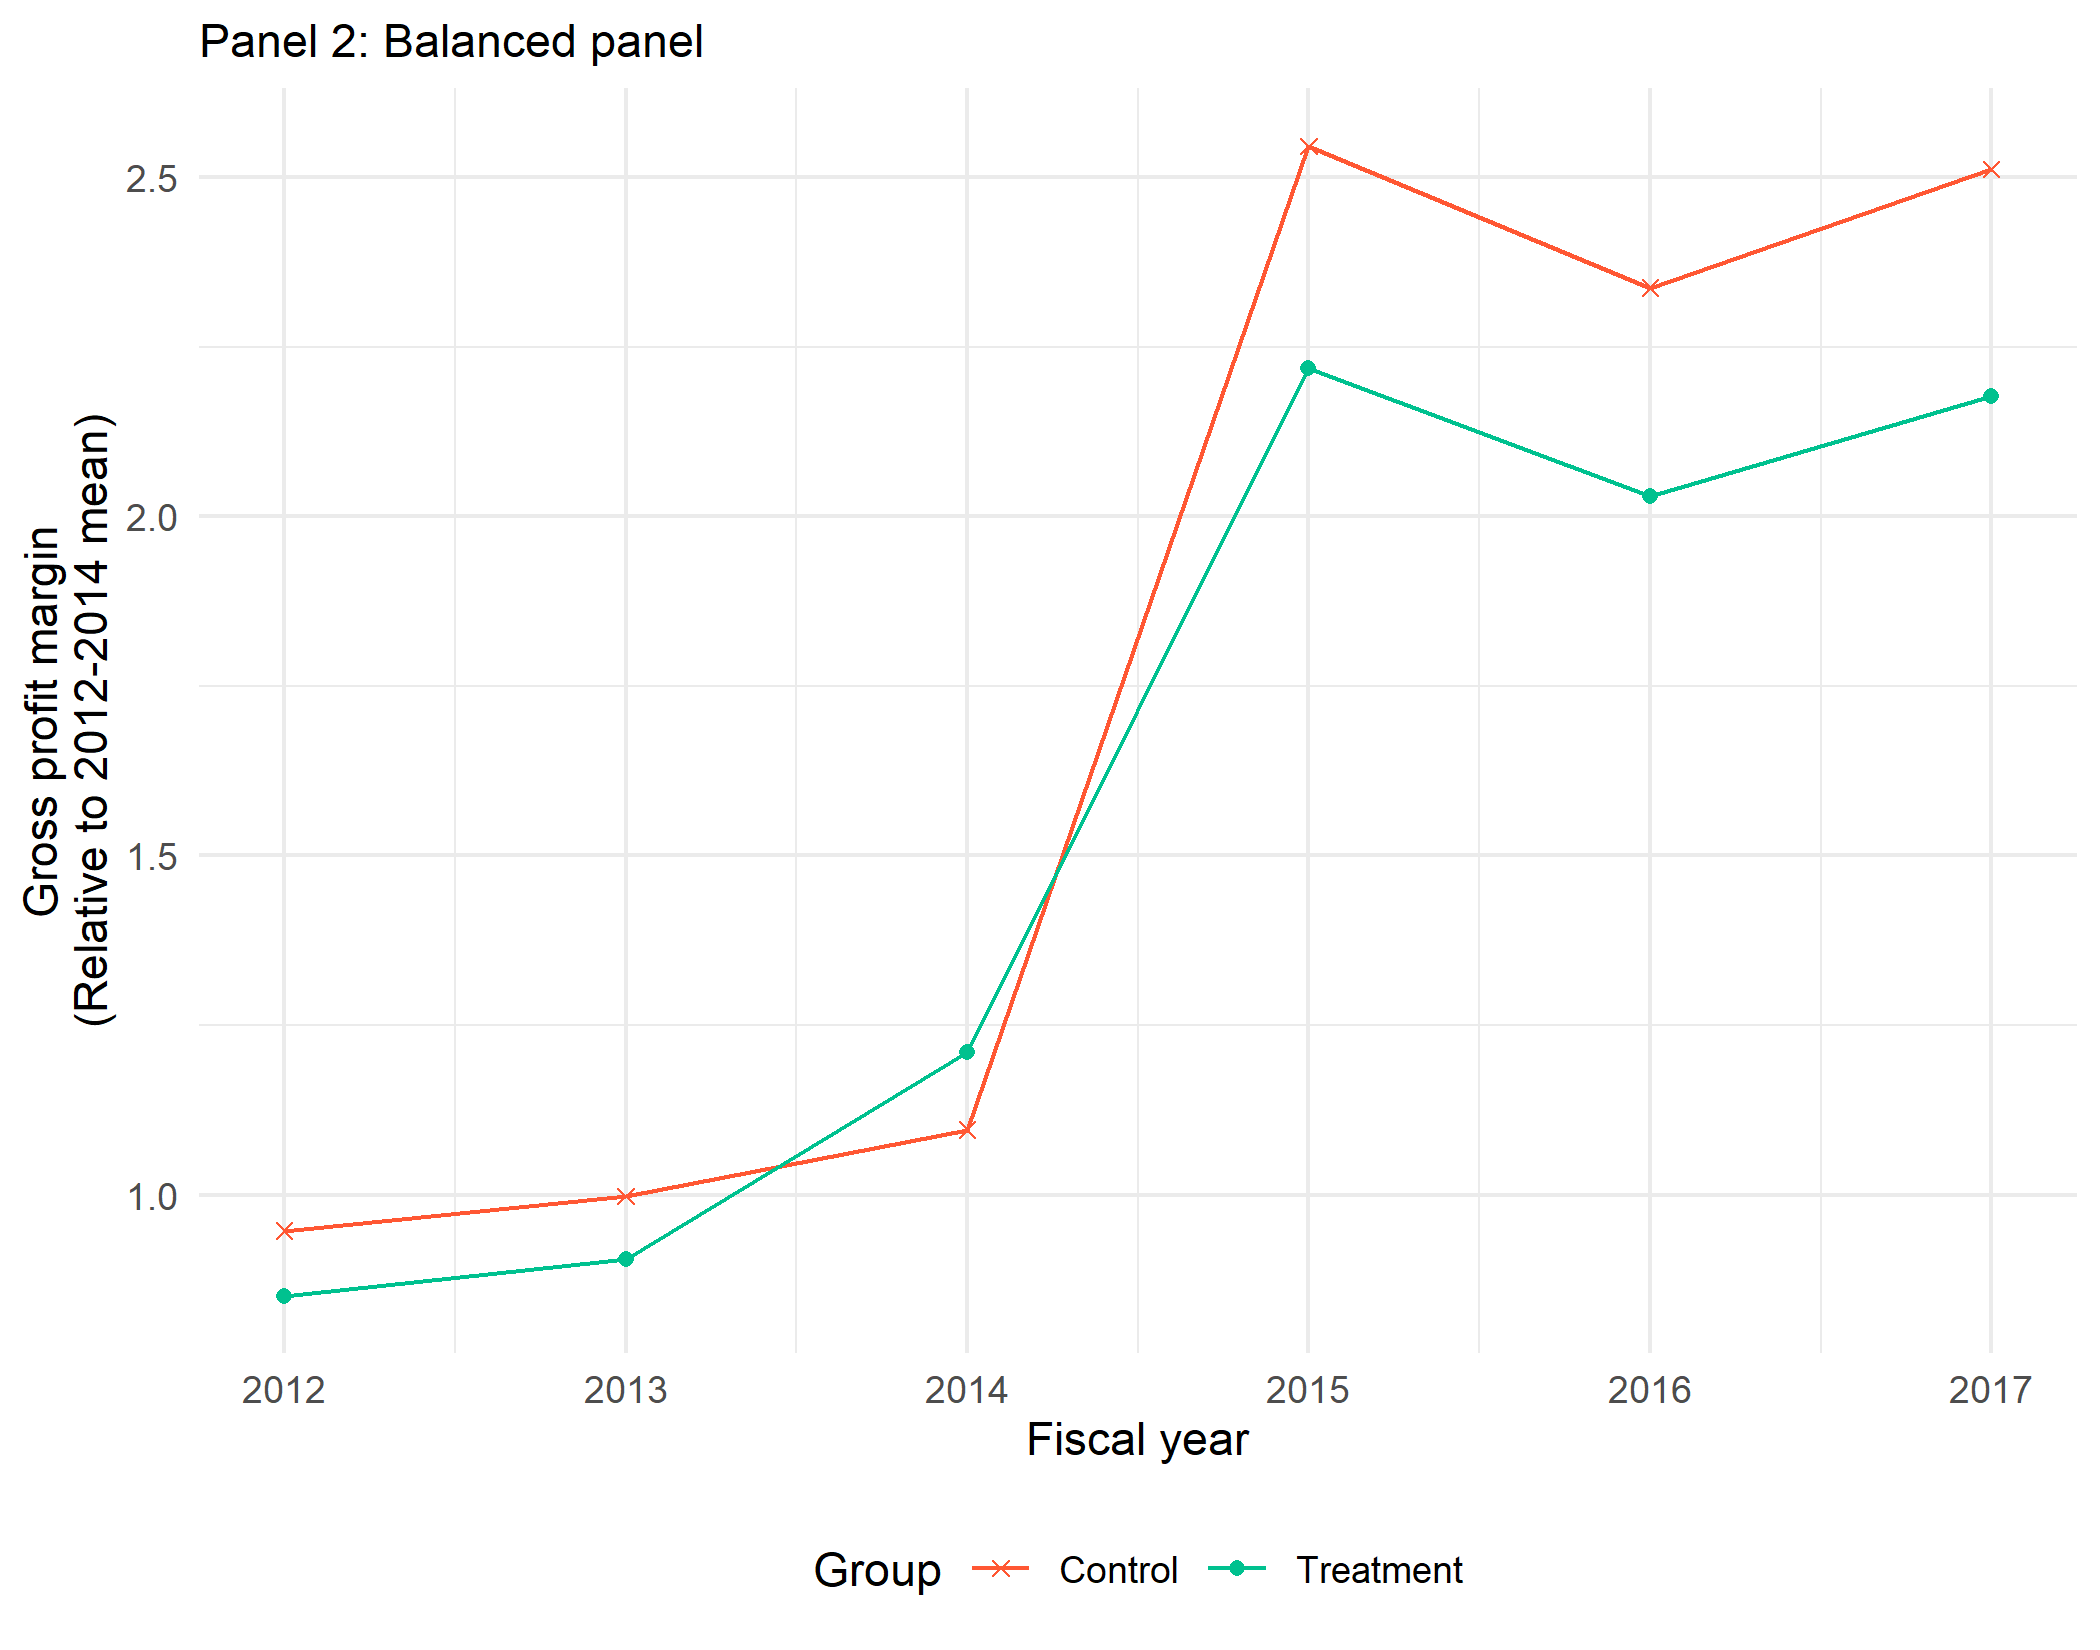 Panel 2: Balanced panel
Gross profit margin
(Relative to 2012-2014 mean)
2.5
2.0
1.5
1.0
2012 2013 2014 2015 2016 2017
Fiscal year
Group Control Treatment